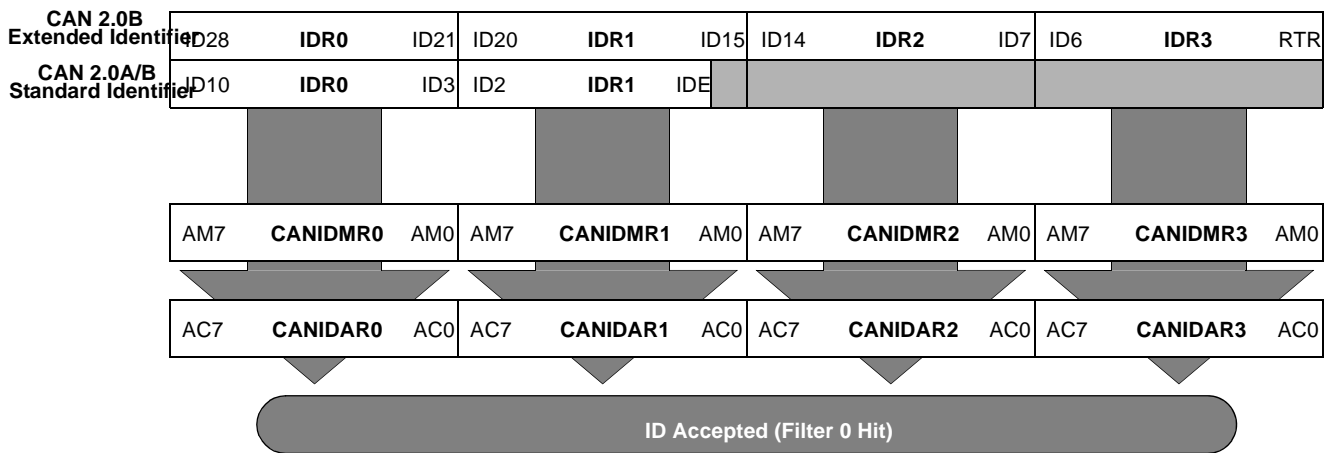 CAN 2.0B
Extended Identifier ID28 IDR0 ID21 ID20 IDR1 ID15 ID14 IDR2 ID7 ID6 IDR3 RTR
CAN 2.0A/B
Standard Identifier ID10 IDR0 ID3 ID2 IDR1 IDE
AM7 CANIDMR0 AM0 AM7 CANIDMR1 AM0 AM7 CANIDMR2 AM0 AM7 CANIDMR3 AM0
AC7 CANIDAR0 AC0 AC7 CANIDAR1 AC0 AC7 CANIDAR2 AC0 AC7 CANIDAR3 AC0
ID Accepted (Filter 0 Hit)